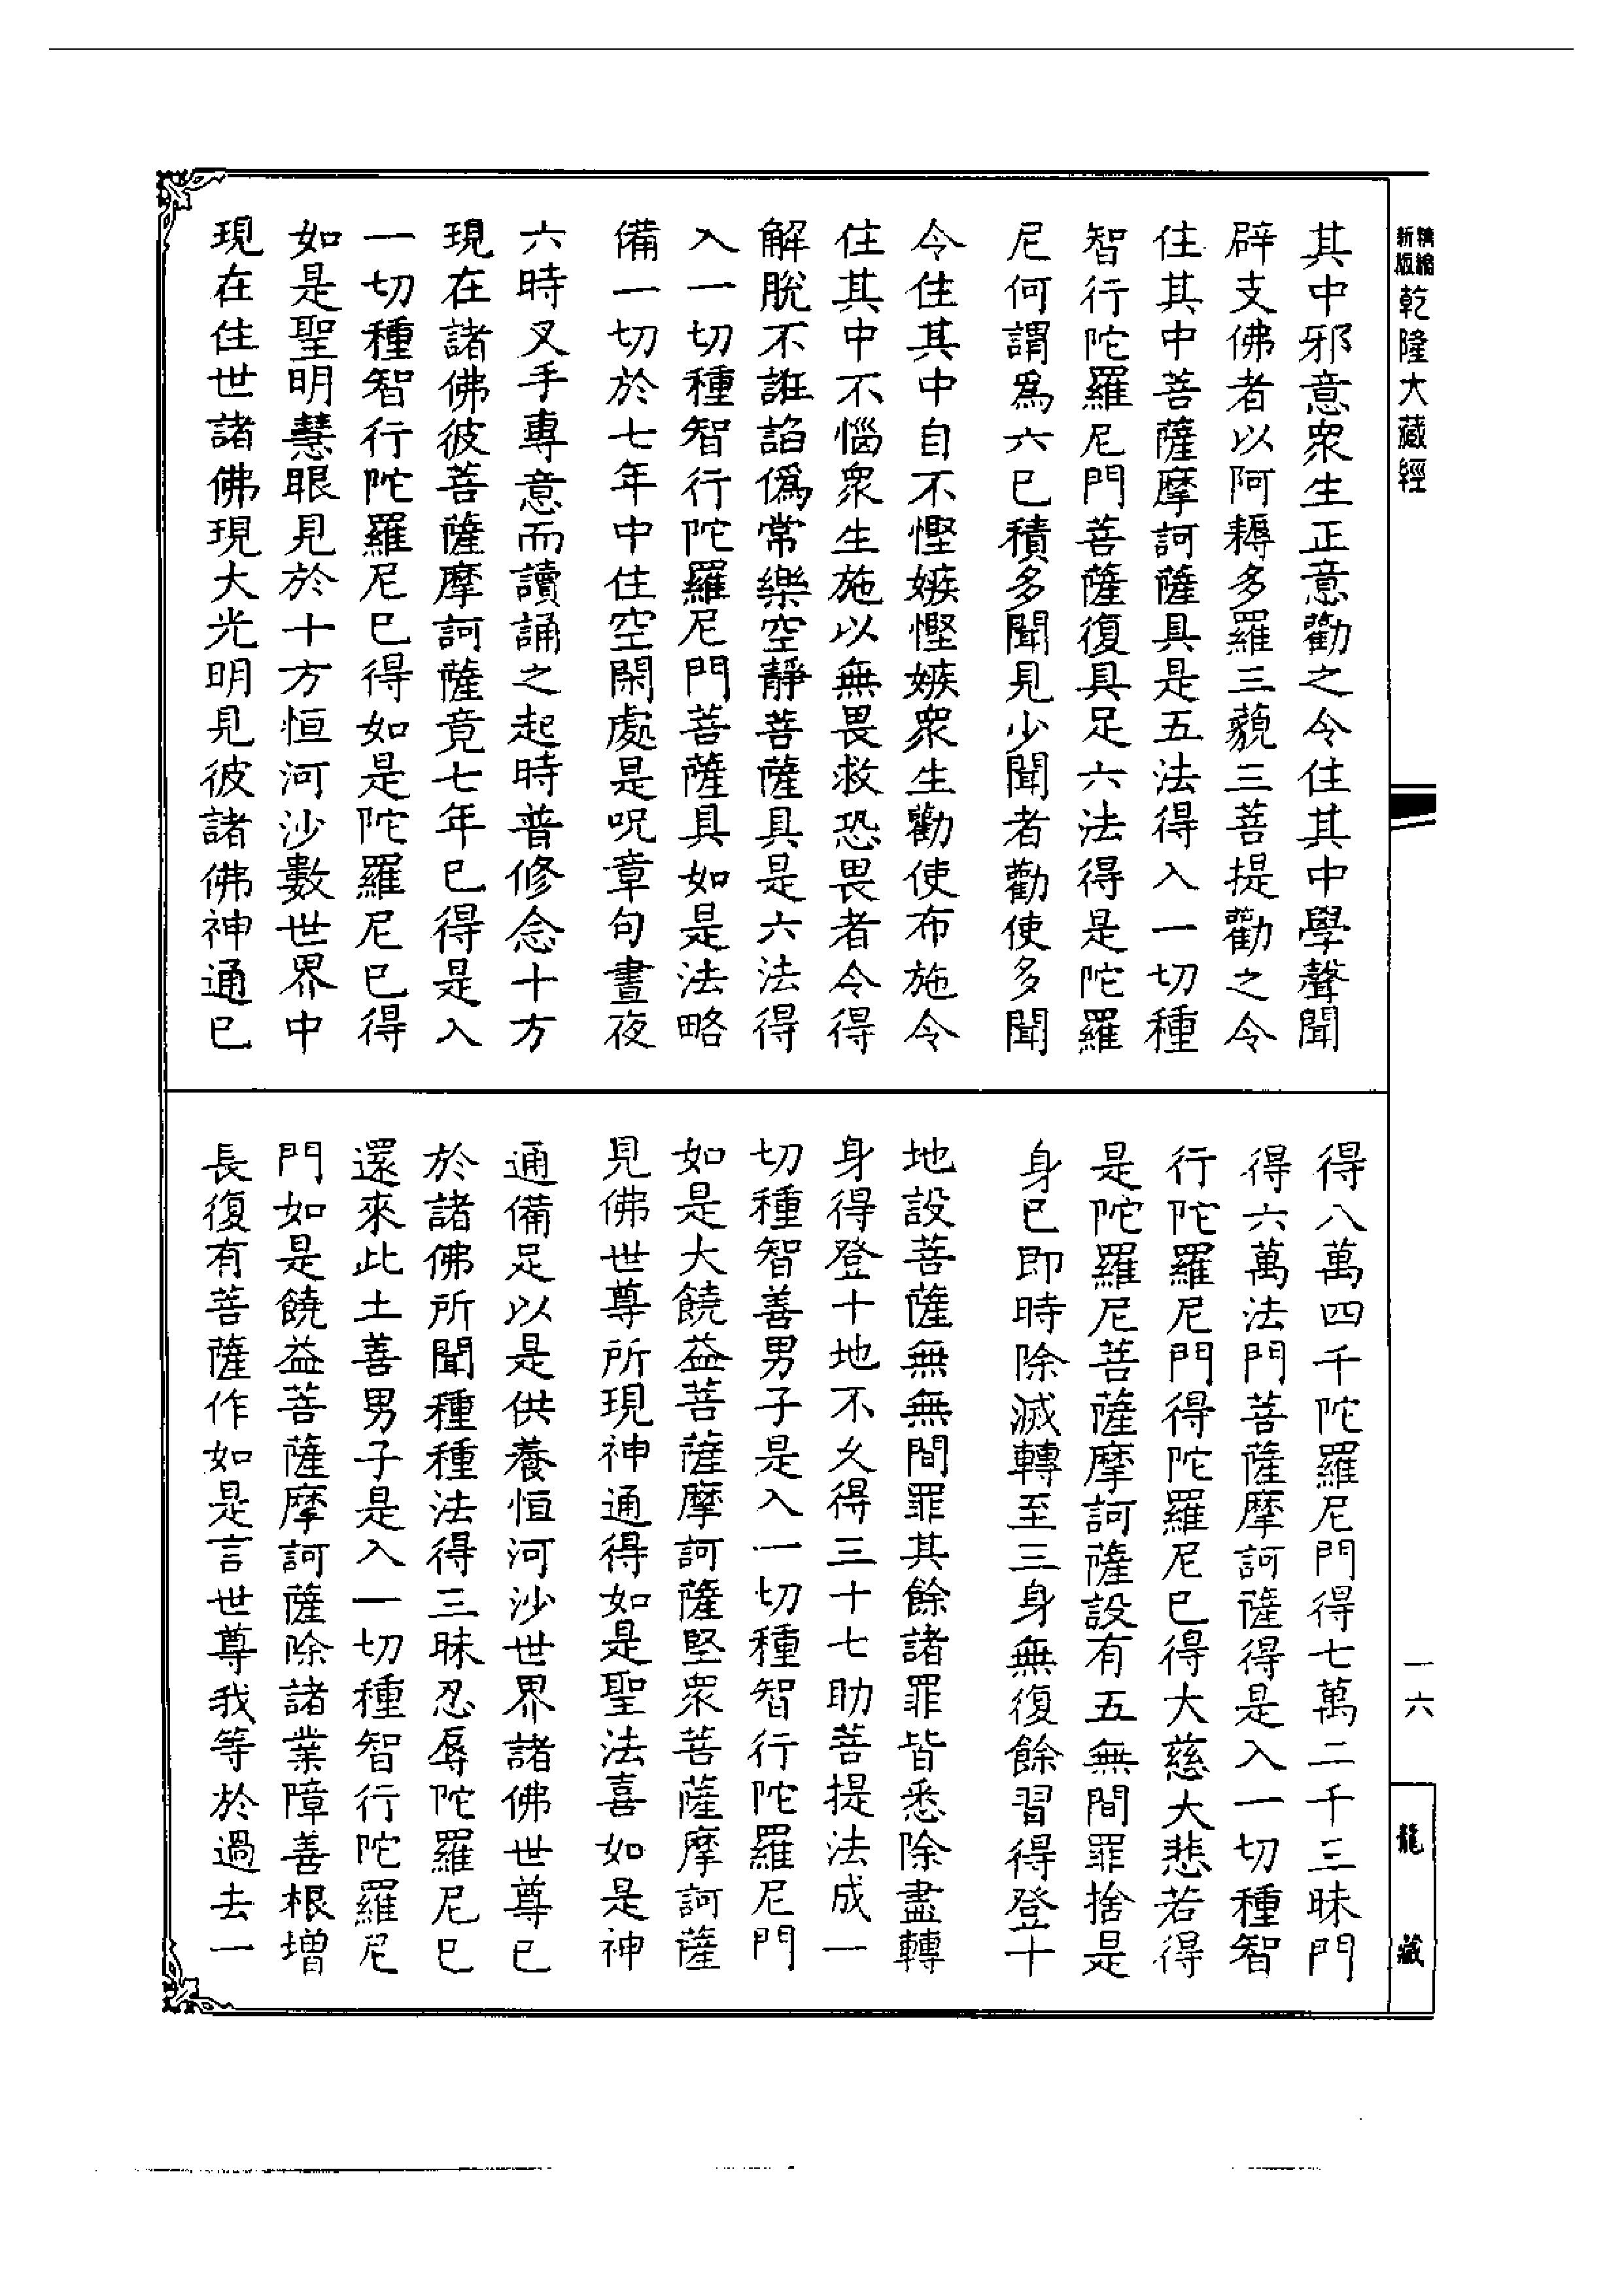 精縮新版乾隆大藏經
其中邪意眾生正意勸之令住其中學聲聞
辟支佛者以阿耨多羅三藐三菩提勸之令
住其中菩薩摩訶薩具是五法得入一切種
智行陀羅尼門菩薩復具足六法得是陀羅
尼何謂為六已積多聞見少聞者勸使多聞
令住其中自不慳嫉慳嫉眾生勸使布施令
住其中不惱眾生施以無畏救恐畏者令得
解脫不誑諂偽常樂空靜菩薩具是六法得
入一切種智行陀羅尼門菩薩具如是法略
備一切於七年中住空閑處是呪章句晝夜
六時叉手專意而讀誦之起時普修念十方
現在諸佛彼菩薩摩訶薩竟七年已得是入
一切種智行陀羅尼已得如是陀羅尼已得
如是聖明慧眼見於十方恒河沙數世界中
現在住世諸佛現大光明見彼諸佛神通已
得八萬四千陀羅尼門得七萬二千三昧門
得六萬法門菩薩摩訶薩得是入一切種智
行陀羅尼門得陀羅尼已得大慈大悲若得
是陀羅尼菩薩摩訶薩設有五無間罪捨是
身已即時除滅轉至三身無復餘習得登十
地設菩薩無無間罪其餘諸罪皆悉除盡轉
身得登十地不久得三十七助菩提法成一
切種智善男子是入一切種智行陀羅尼門
如是大饒益菩薩摩訶薩堅眾菩薩摩訶薩
見佛世尊所現神通得如是聖法喜如是神
通備足以是供養恒河沙世界諸佛世尊已
於諸佛所聞種種法得三昧忍辱陀羅尼已
還來此土善男子是入一切種智行陀羅尼
門如是饒益菩薩摩訶薩除諸業障善根增
長復有菩薩作如是言世尊我等於過去一
一六
龍藏